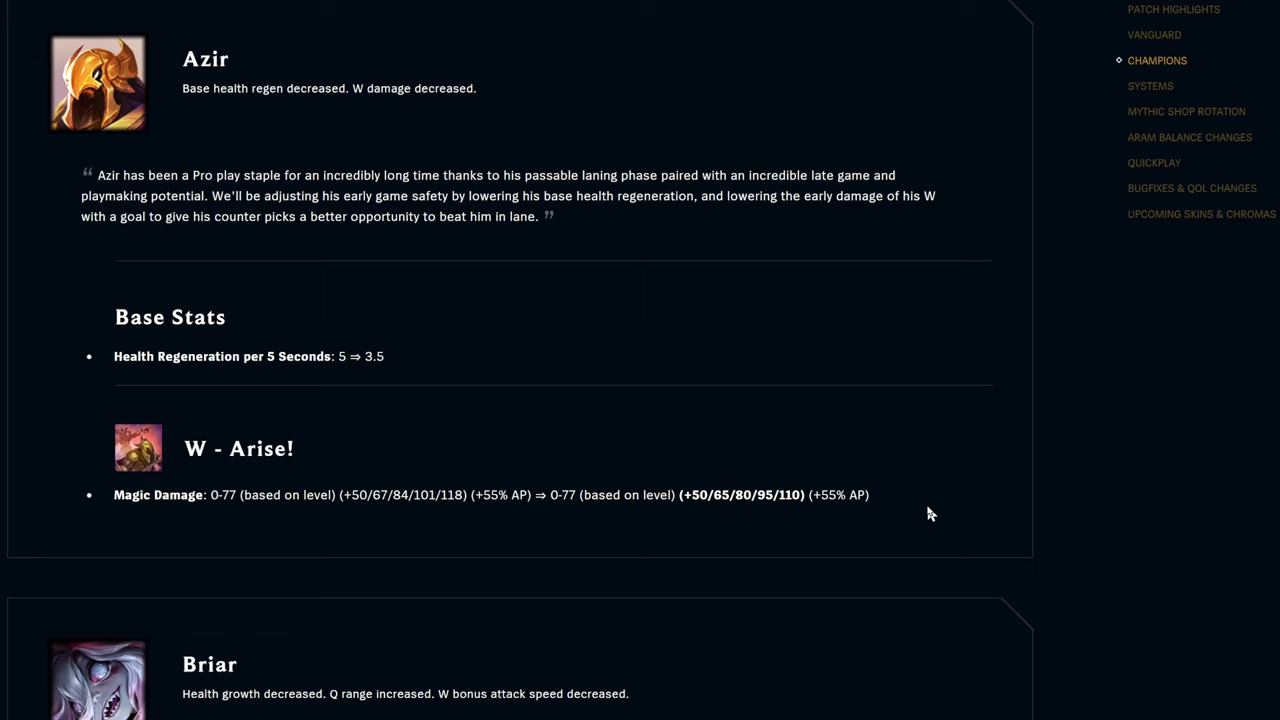 Azir
Base health regen decreased. W damage decreased.
“ Azir has been a Pro play staple for an incredibly long time thanks to his passable laning phase paired with an incredible late game and
playmaking potential. We'll be adjusting his early game safety by lowering his base health regeneration, and lowering the early damage of his W
with a goal to give his counter picks a better opportunity to beat him in lane. ”
Base Stats
• Health Regeneration per 5 Seconds: 5 ⇒ 3.5
W - Arise!
• Magic Damage: 0-77 (based on level) (+50/67/84/101/118) (+55% AP) ⇒ 0-77 (based on level) (+50/65/80/95/110) (+55% AP)
Briar
Health growth decreased. Q range increased. W bonus attack speed decreased.
PATCH HIGHLIGHTS
VANGUARD
CHAMPIONS
SYSTEMS
MYTHIC SHOP ROTATION
ARAM BALANCE CHANGES
QUICKPLAY
BUGFIXES & QOL CHANGES
UPCOMING SKINS & CHROMAS